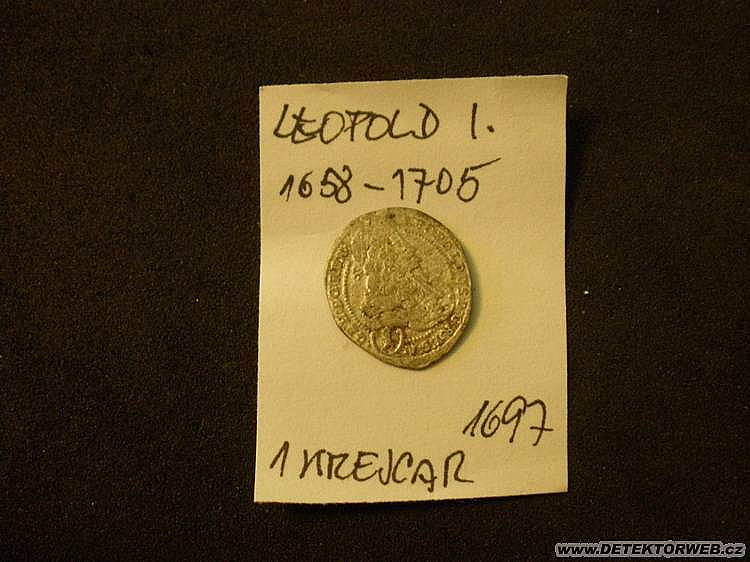 LEOPOLD I.
1658-1705
1697
1 KREJCAR
www.DETEKTORWEB.cz